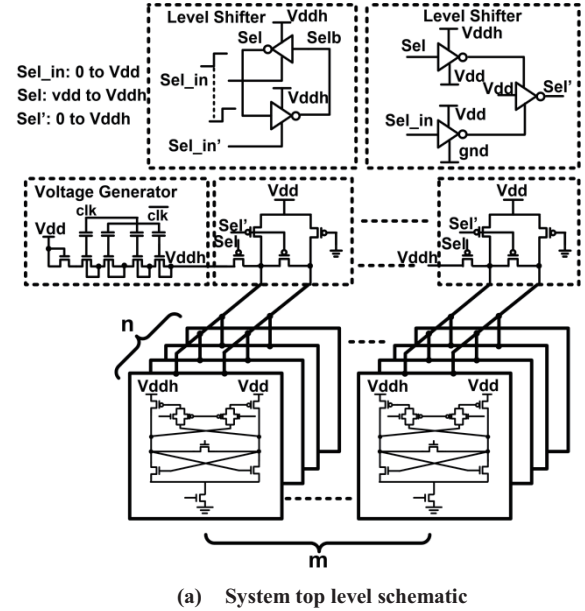 Level Shifter
Vddh
Sel
Selb
Sel_in
Vddh
Sel_in'
Level Shifter
Vddh
Sel
Vdd
Vdd
Sel'
Vdd
Sel_in
gnd
Sel_in: 0 to Vdd
Sel: vdd to Vddh
Sel': 0 to Vddh
Voltage Generator
clk
clk
Vdd
Vddh
Vdd
Sel'
Sel
Vdd
Sel'
Sel
Vddh
n
Vddh
Vdd
Vddh
Vdd
m
(a) System top level schematic